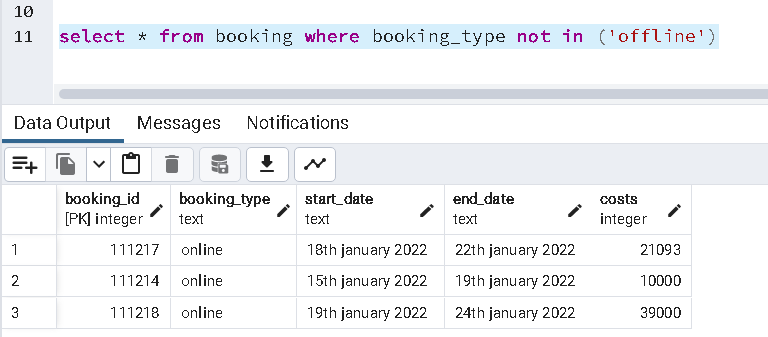 10
11 select * from booking where booking_type not in ('offline')
Data Output Messages Notifications
booking_id booking_type start_date end_date costs
[PK] integer text text text integer
1 111217 online 18th january 2022 22th january 2022 21093
2 111214 online 15th january 2022 19th january 2022 10000
3 111218 online 19th january 2022 24th january 2022 39000